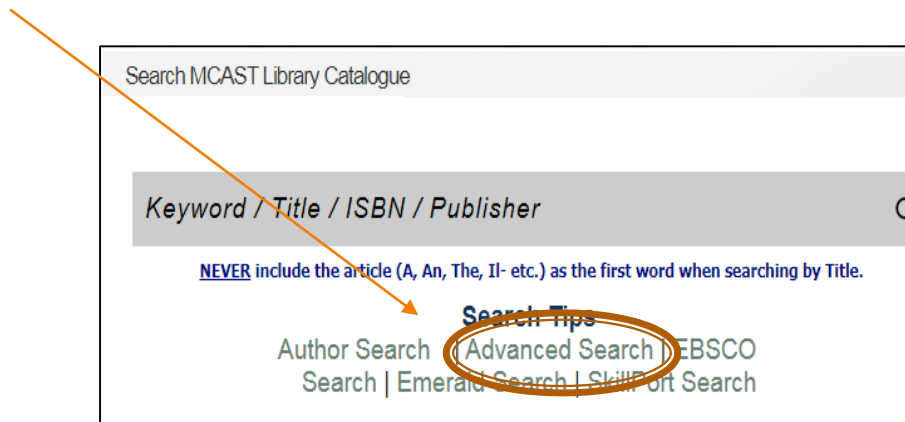 Search MCAST Library Catalogue
Keyword / Title / ISBN / Publisher
NEVER include the article (A, An, The, Il- etc.) as the first word when searching by Title.
Search Tips
Author Search | Advanced Search | EBSCO
Search | Emerald Search | SkillPort Search